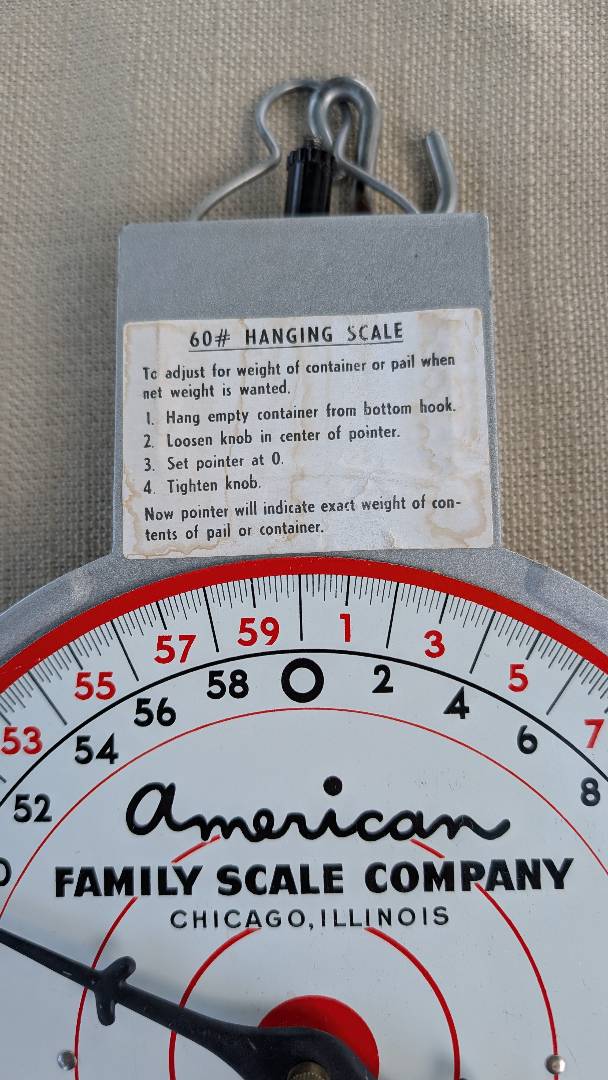 60# HANGING SCALE
To adjust for weight of container or pail when
net weight is wanted.
1. Hang empty container from bottom hook.
2. Loosen knob in center of pointer.
3. Set pointer at 0.
4. Tighten knob.
Now pointer will indicate exact weight of con-
tents of pail or container.
53 55 57 59 1 3 5 7
52 54 56 58 0 2 4 6 8
American
FAMILY SCALE COMPANY
CHICAGO, ILLINOIS